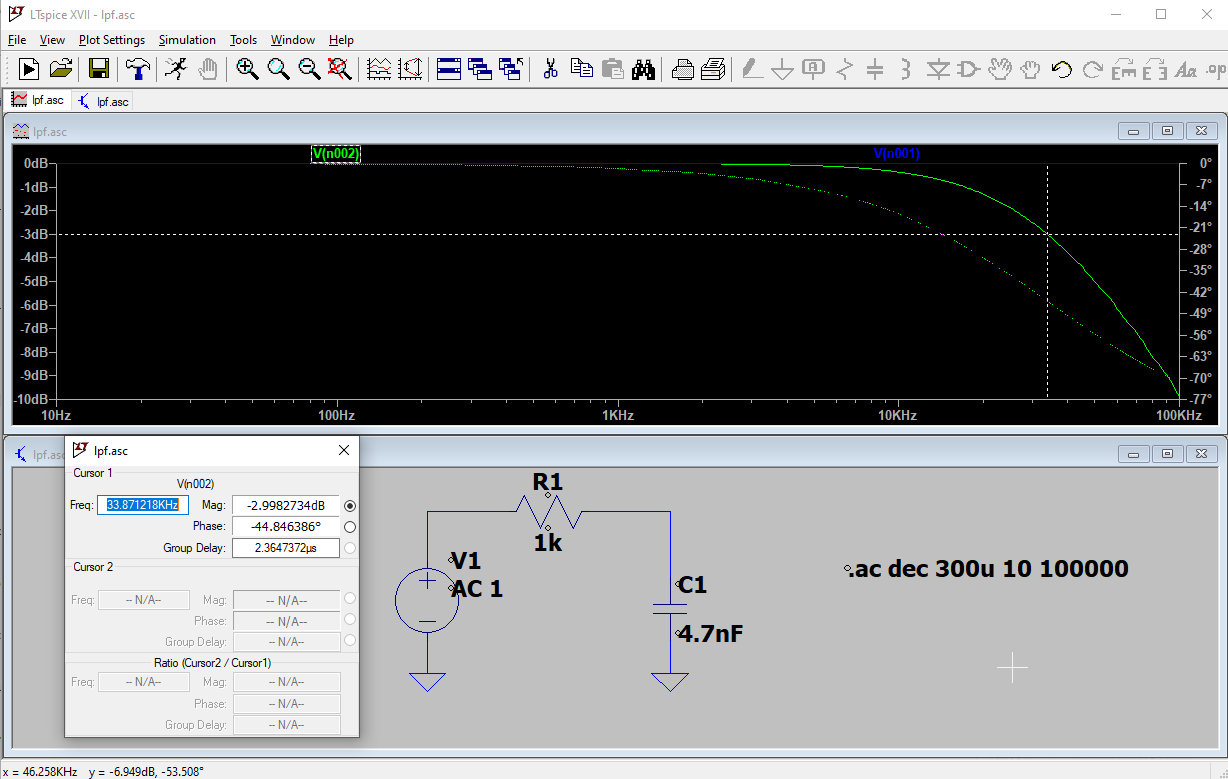 LTspice XVII - lpf.asc
File View Plot Settings Simulation Tools Window Help
lpf.asc lpf.asc
lpf.asc
V(n002) V(n001)
0dB 0°
-1dB -7°
-2dB -14°
-3dB -21°
-4dB -28°
-5dB -35°
-6dB -42°
-7dB -49°
-8dB -56°
-9dB -63°
-70°
-10dB -77°
10Hz 100Hz 1KHz 10KHz 100KHz
lpf.asc
lpf.asc
Cursor 1
V(n002)
Freq: 33.871218KHz Mag: -2.9982734dB
Phase: -44.846386°
Group Delay: 2.3647372µs
Cursor 2
Freq: -- N/A-- Mag: -- N/A--
Phase: -- N/A--
Group Delay: -- N/A--
Ratio (Cursor2 / Cursor1)
Freq: -- N/A-- Mag: -- N/A--
Phase: -- N/A--
Group Delay: -- N/A--
R1
1k
V1
AC 1
C1
4.7nF
.ac dec 300u 10 100000
x = 46.258KHz y = -6.949dB, -53.508°